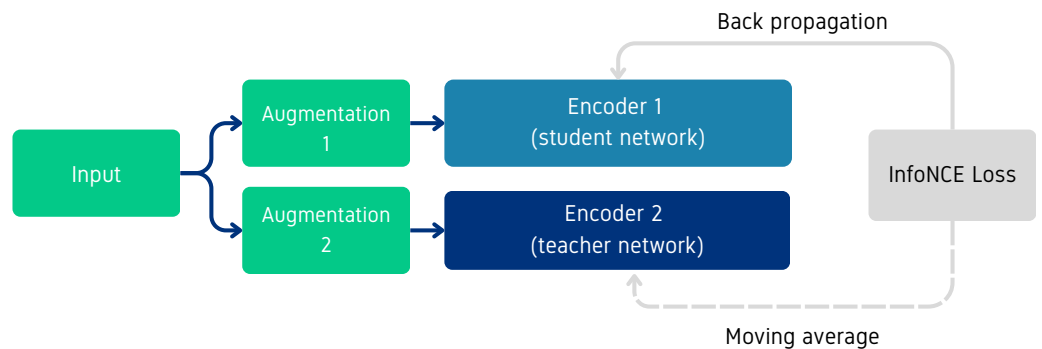 Back propagation
Input
Augmentation
1
Encoder 1
(student network)
InfoNCE Loss
Augmentation
2
Encoder 2
(teacher network)
Moving average